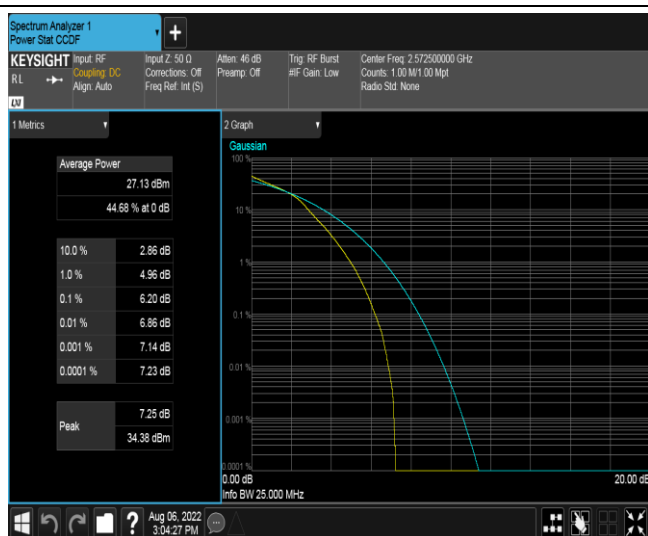 Spectrum Analyzer 1
Power Stat CCDF
+
KEYSIGHT
RL
LXI
Input: RF
Coupling: DC
Align: Auto
Input Z: 50 Ω
Corrections: Off
Freq Ref: Int (S)
Atten: 46 dB
Preamp: Off
Trig: RF Burst
#IF Gain: Low
Center Freq: 2.572500000 GHz
Counts: 1.00 M/1.00 Mpt
Radio Std: None
1 Metrics
Average Power
27.13 dBm
44.68 % at 0 dB
10.0 % 2.86 dB
1.0 % 4.96 dB
0.1 % 6.20 dB
0.01 % 6.86 dB
0.001 % 7.14 dB
0.0001 % 7.23 dB
Peak 7.25 dB
34.38 dBm
2 Graph
Gaussian
100 %
10 %
1 %
0.1 %
0.01 %
0.001 %
0.0001 %
0.00 dB 20.00 dB
Info BW 25.000 MHz
?
Aug 06, 2022
3:04:27 PM